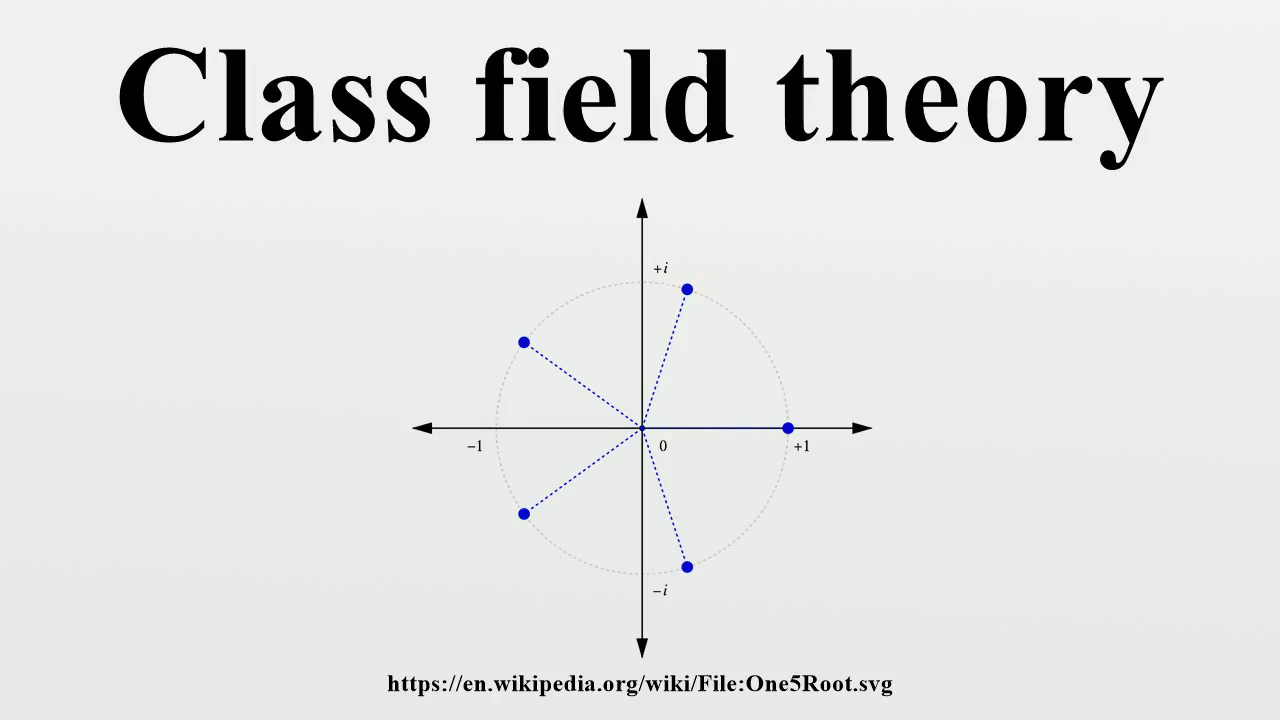 Class field theory
+i
−1
0
+1
−i
https://en.wikipedia.org/wiki/File:One5Root.svg